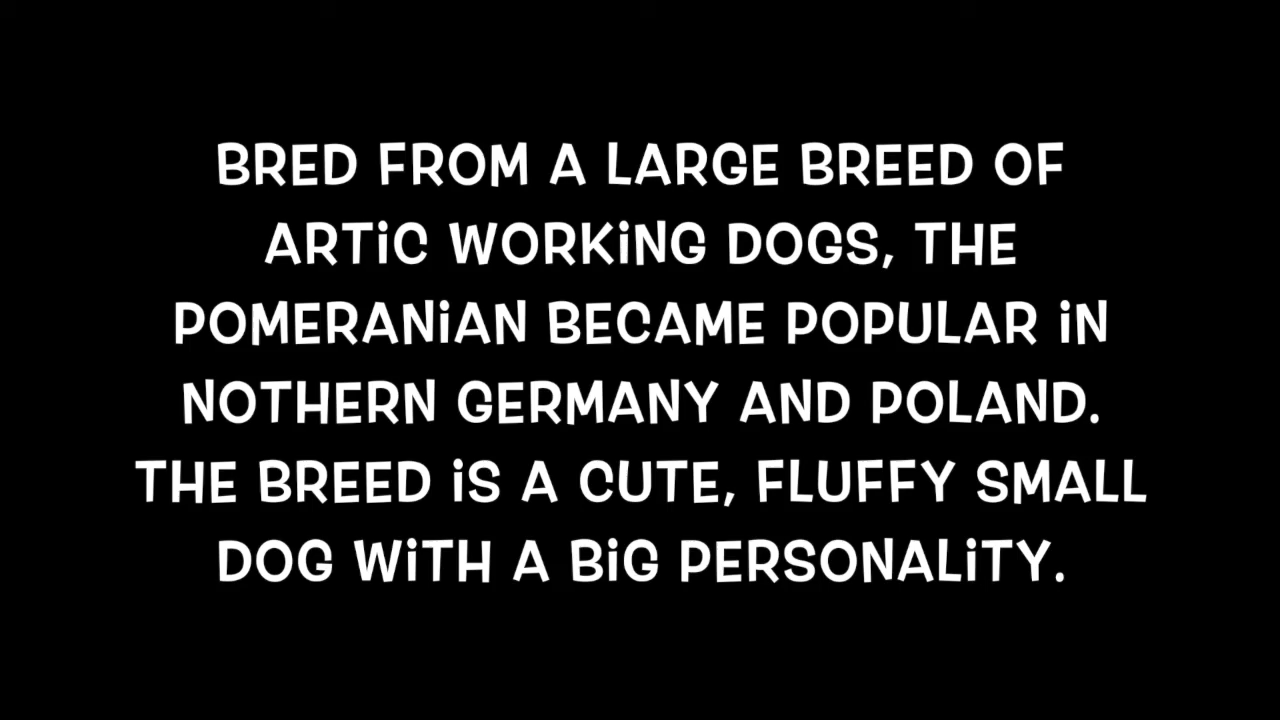 BRED FROM A LARGE BREED OF
ARTiC WORKiNG DOGS, THE
POMERANiAN BECAME POPULAR iN
NOTHERN GERMANY AND POLAND.
THE BREED iS A CUTE, FLUFFY SMALL
DOG WiTH A BiG PERSONALiTY.